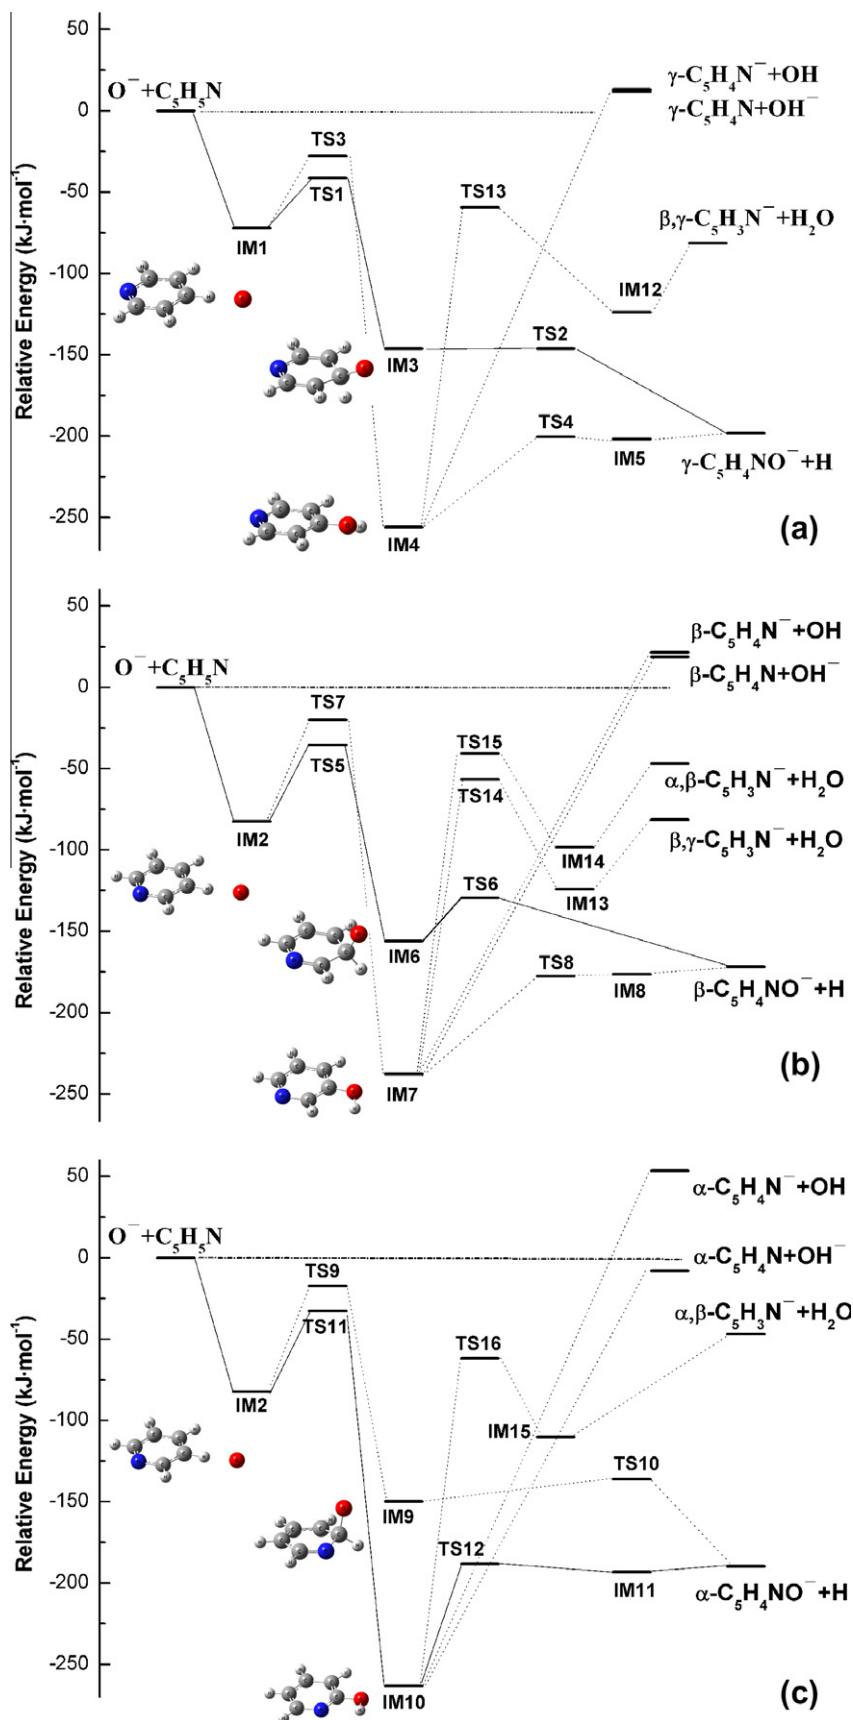 50
0
-50
-100
-150
-200
-250
Relative Energy (kJ·mol⁻¹)
O⁻+C₅H₅N
IM1
TS3
TS1
IM3
IM4
TS13
TS2
TS4
IM5
IM12
γ-C₅H₄N⁻+OH
γ-C₅H₄N+OH⁻
β,γ-C₅H₃N⁻+H₂O
γ-C₅H₄NO⁻+H
(a)
50
0
-50
-100
-150
-200
-250
Relative Energy (kJ·mol⁻¹)
O⁻+C₅H₅N
IM2
TS7
TS5
IM6
IM7
TS15
TS14
TS6
TS8
IM14
IM13
IM8
β-C₅H₄N⁻+OH
β-C₅H₄N+OH⁻
α,β-C₅H₃N⁻+H₂O
β,γ-C₅H₃N⁻+H₂O
β-C₅H₄NO⁻+H
(b)
50
0
-50
-100
-150
-200
-250
Relative Energy (kJ·mol⁻¹)
O⁻+C₅H₅N
IM2
TS9
TS11
IM9
IM10
TS16
TS12
IM15
TS10
IM11
α-C₅H₄N⁻+OH
α-C₅H₄N+OH⁻
α,β-C₅H₃N⁻+H₂O
α-C₅H₄NO⁻+H
(c)